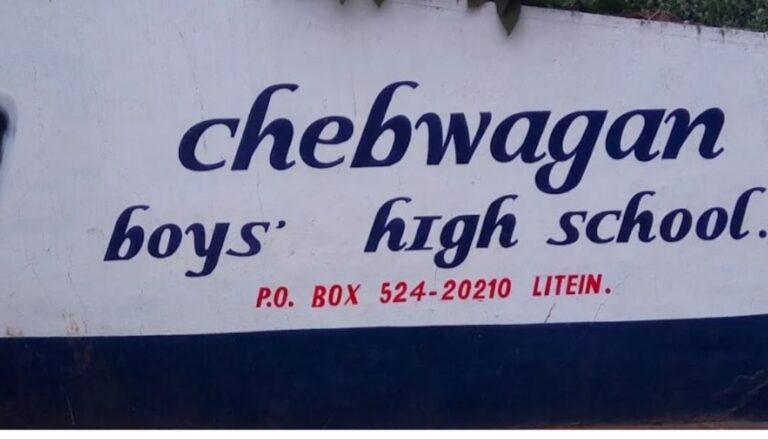 chebwagan
boys' high school.
P.O. BOX 524-20210 LITEIN.